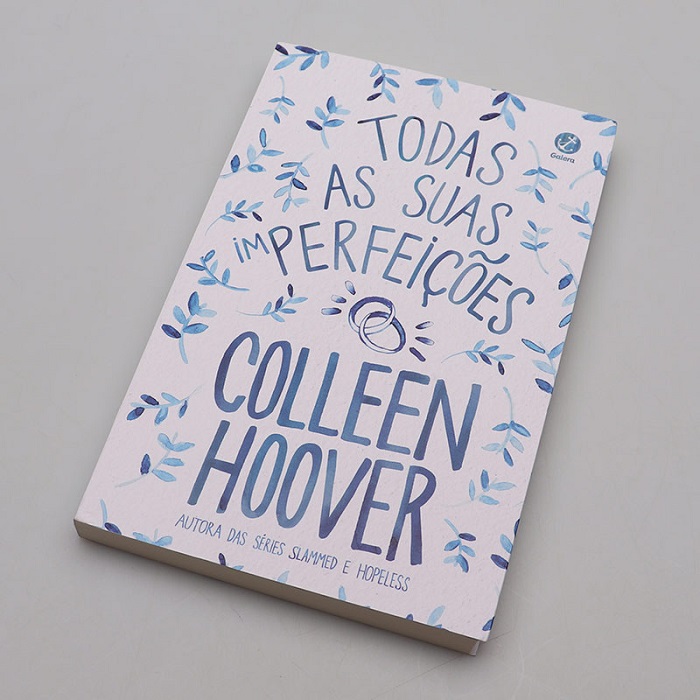 TODAS
AS SUAS
imPERFEiÇÕES
COLLEEN
HOOVER
AUTORA DAS SÉRIES SLAMMED E HOPELESS
Galera